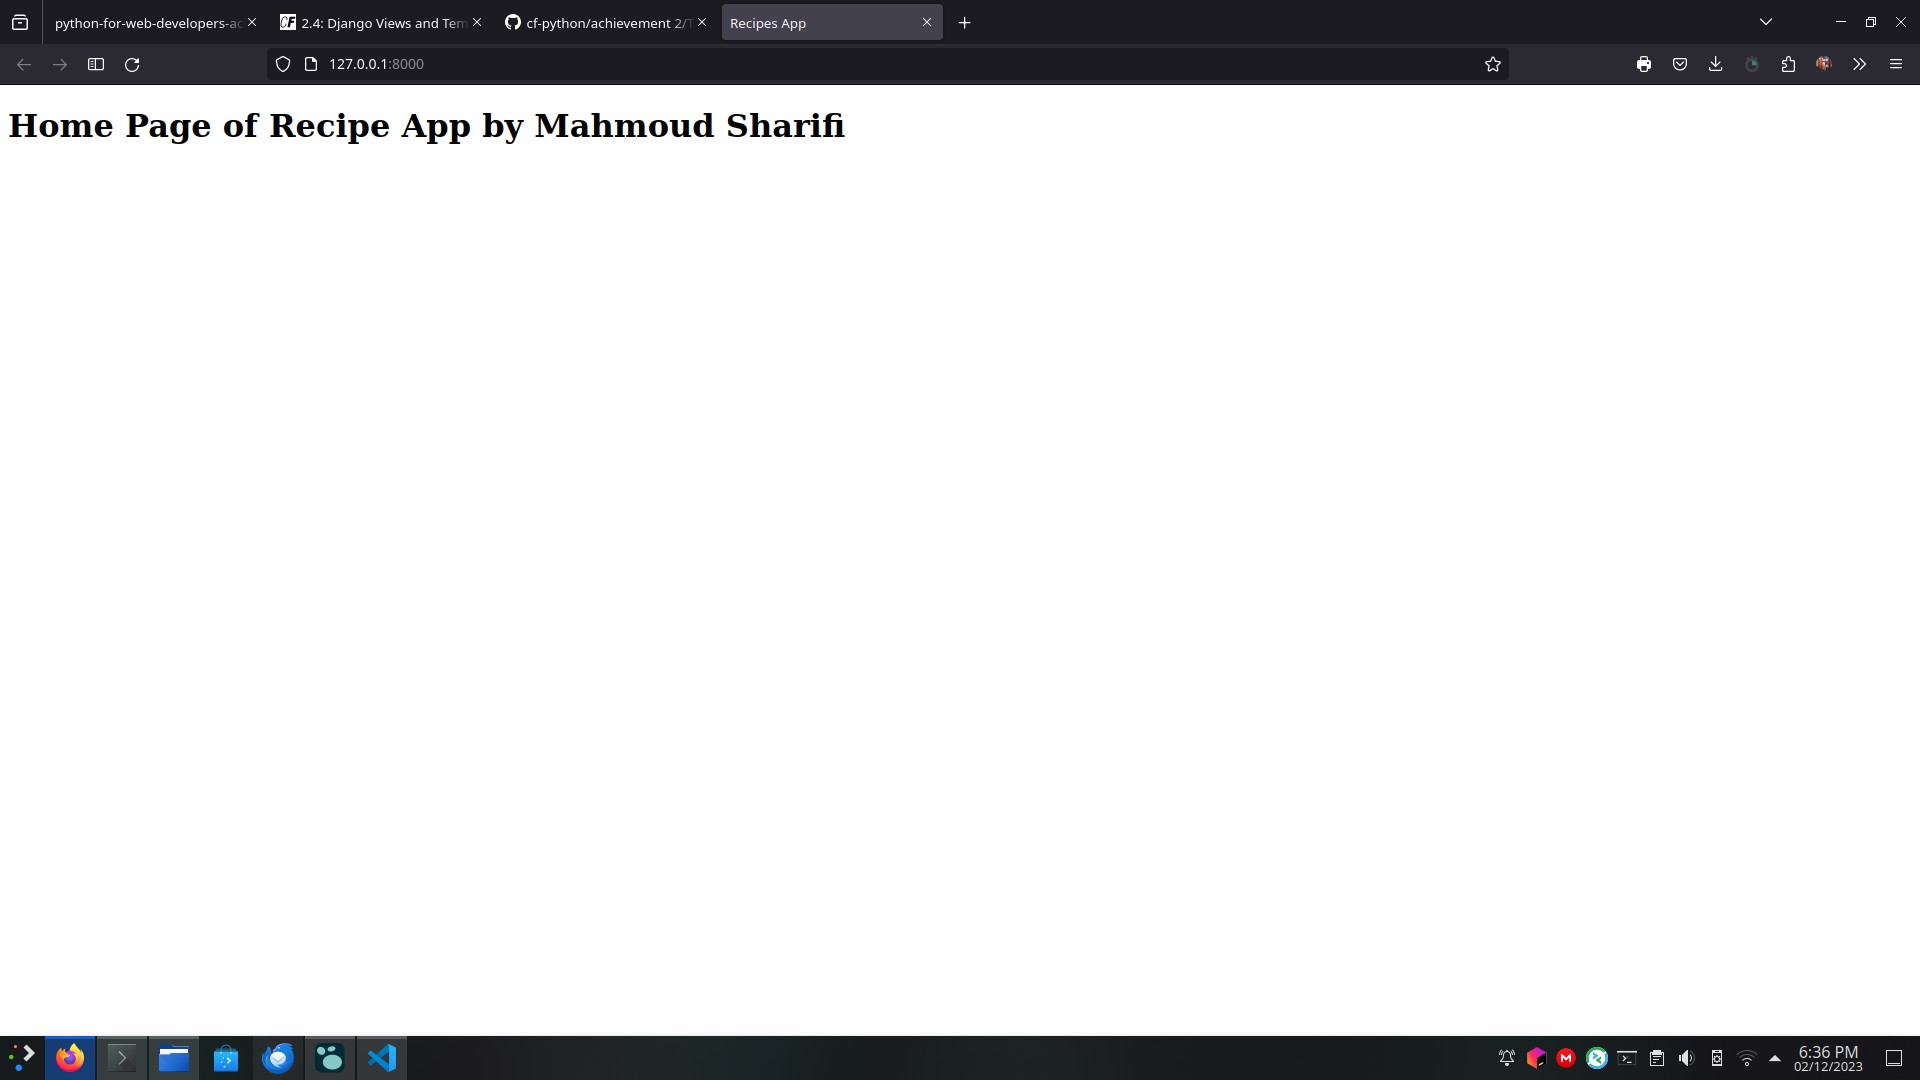 python-for-web-developers-a
CF 2.4: Django Views and Tem
cf-python/achievement 2/
Recipes App
127.0.0.1:8000
Home Page of Recipe App by Mahmoud Sharifi
6:36 PM
02/12/2023